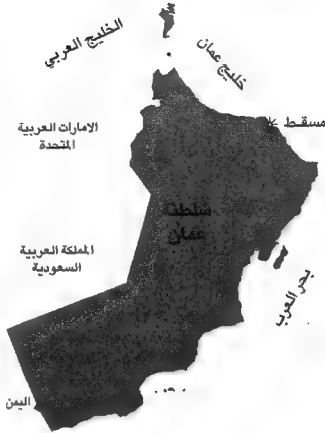 الخليج العربي
خليج عمان
مسقط
الامارات العربية
المتحدة
سلطنة
عمان
المملكة العربية
السعودية
بحر العرب
اليمن